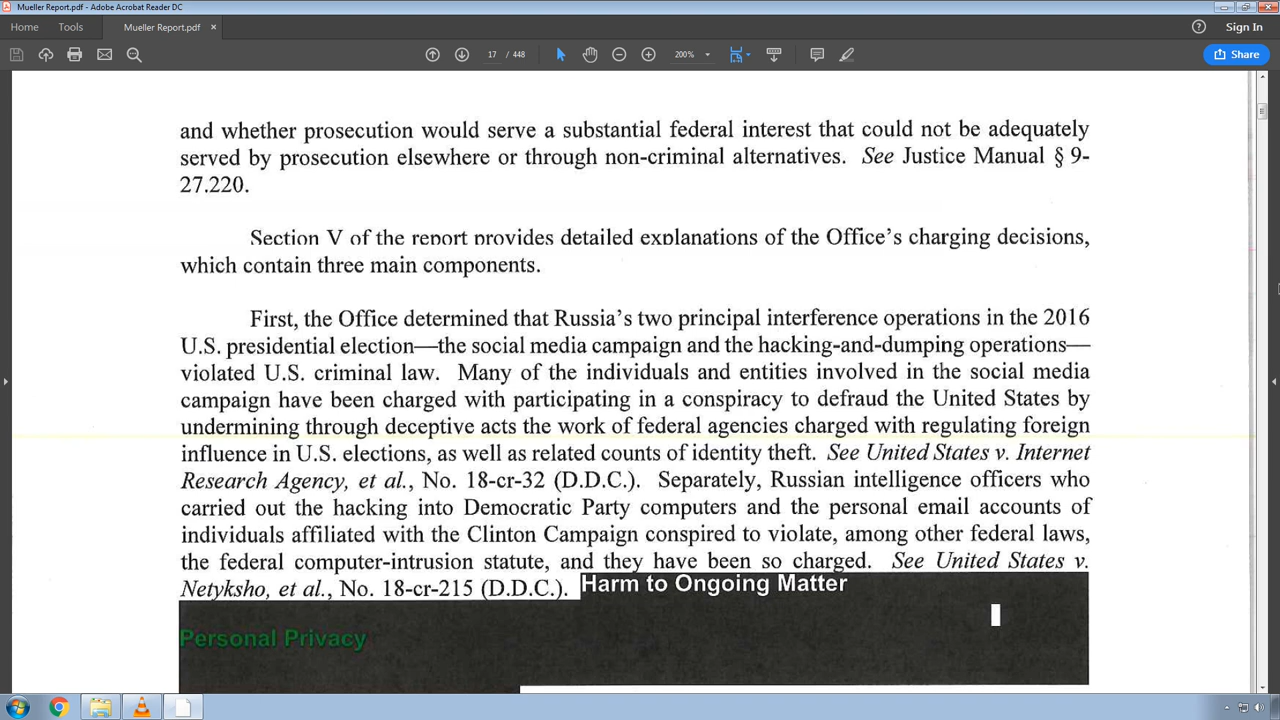 Mueller Report.pdf - Adobe Acrobat Reader DC
Home Tools Mueller Report.pdf × Sign In
17 / 448 200% Share
and whether prosecution would serve a substantial federal interest that could not be adequately
served by prosecution elsewhere or through non-criminal alternatives. See Justice Manual § 9-
27.220.
Section V of the report provides detailed explanations of the Office's charging decisions,
which contain three main components.
First, the Office determined that Russia's two principal interference operations in the 2016
U.S. presidential election—the social media campaign and the hacking-and-dumping operations—
violated U.S. criminal law. Many of the individuals and entities involved in the social media
campaign have been charged with participating in a conspiracy to defraud the United States by
undermining through deceptive acts the work of federal agencies charged with regulating foreign
influence in U.S. elections, as well as related counts of identity theft. See United States v. Internet
Research Agency, et al., No. 18-cr-32 (D.D.C.). Separately, Russian intelligence officers who
carried out the hacking into Democratic Party computers and the personal email accounts of
individuals affiliated with the Clinton Campaign conspired to violate, among other federal laws,
the federal computer-intrusion statute, and they have been so charged. See United States v.
Netyksho, et al., No. 18-cr-215 (D.D.C.). Harm to Ongoing Matter
Personal Privacy